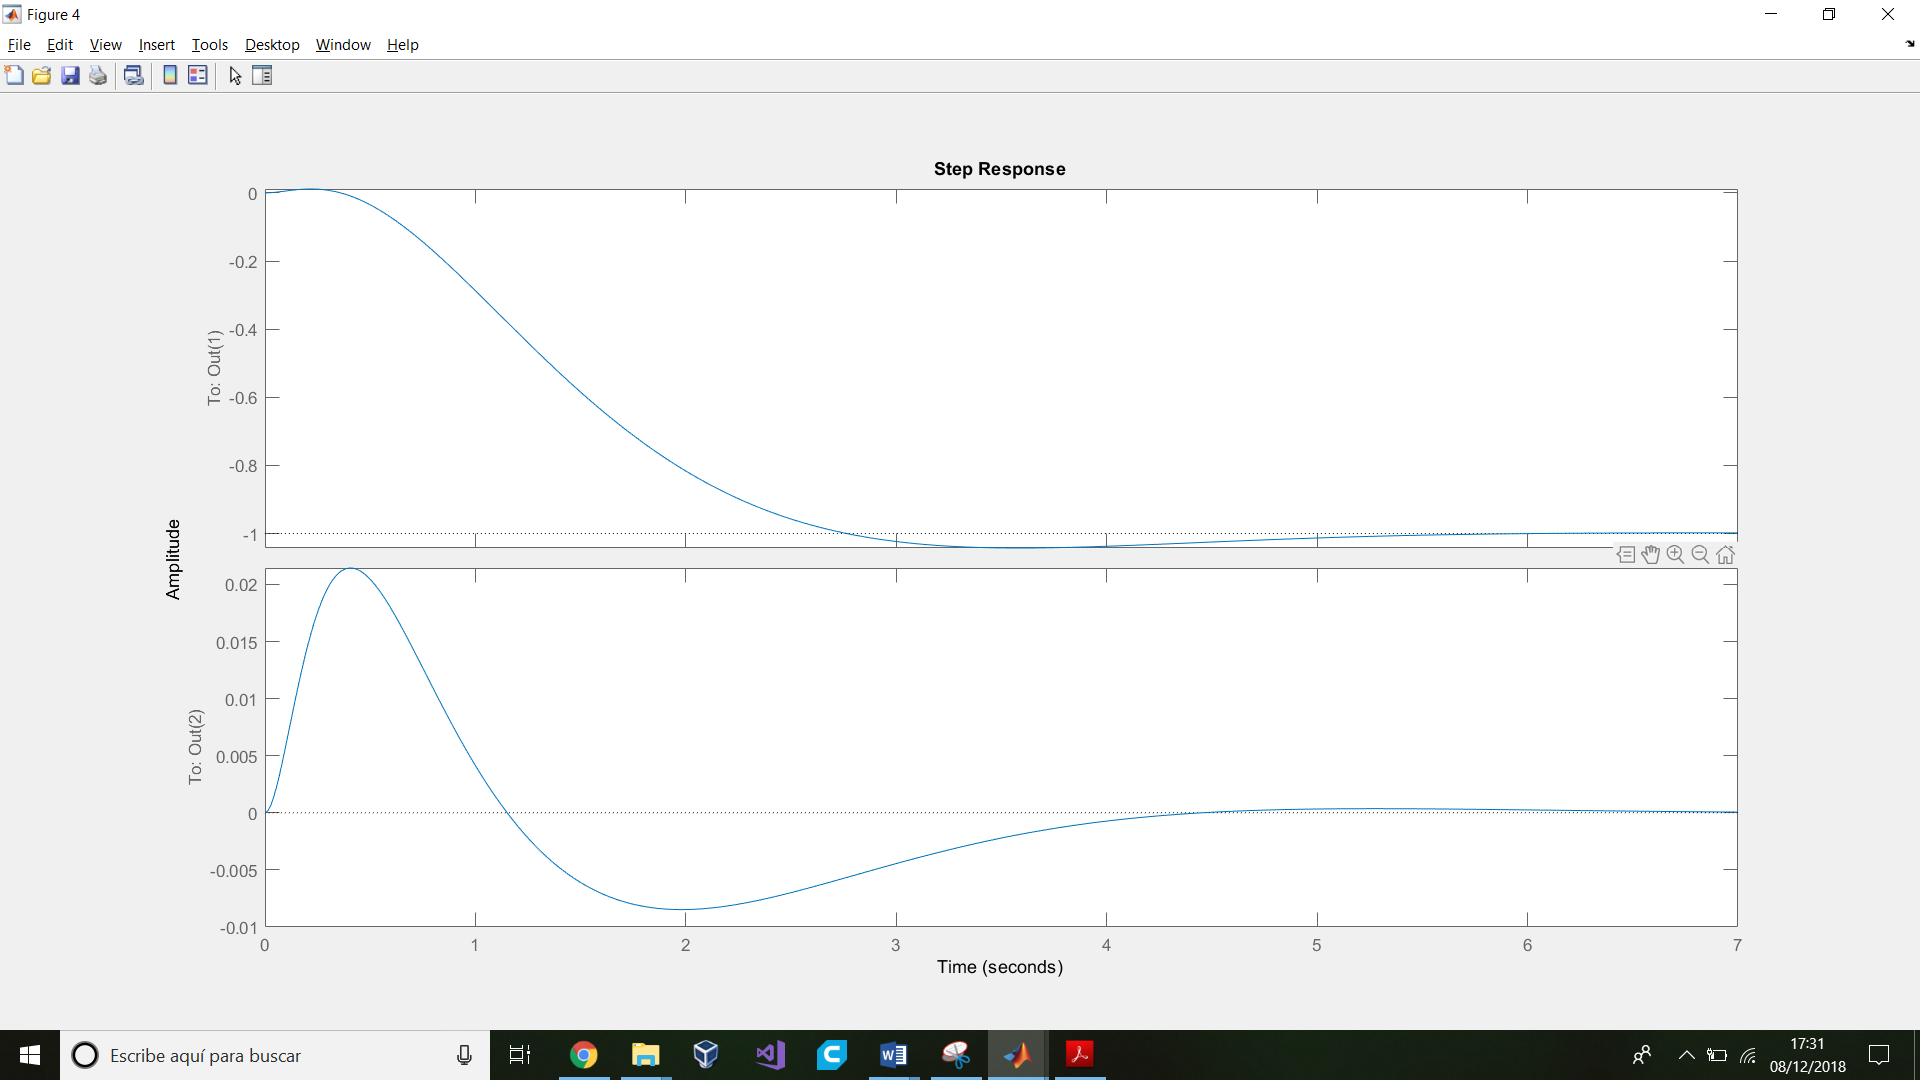 Figure 4
File Edit View Insert Tools Desktop Window Help
Step Response
0
-0.2
-0.4
-0.6
-0.8
-1
To: Out(1)
Amplitude
0.02
0.015
0.01
0.005
0
-0.005
-0.01
To: Out(2)
0 1 2 3 4 5 6 7
Time (seconds)
Escribe aquí para buscar
17:31
08/12/2018